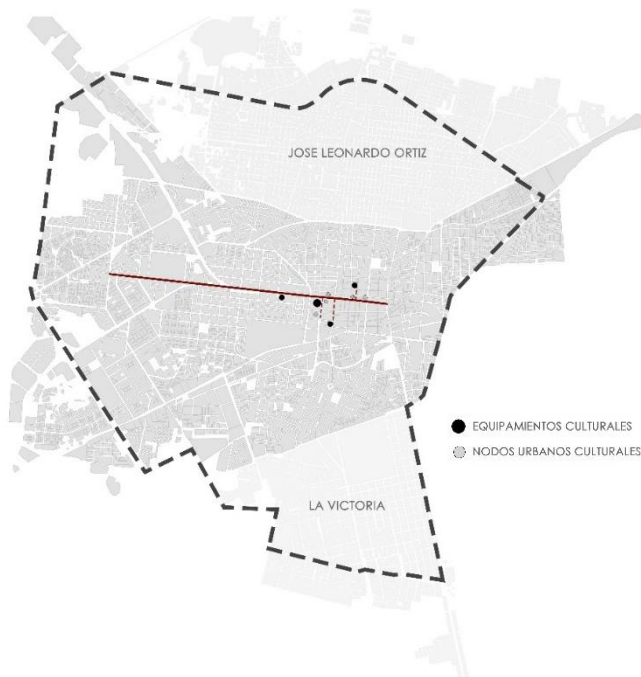 JOSE LEONARDO ORTIZ
EQUIPAMIENTOS CULTURALES
NODOS URBANOS CULTURALES
LA VICTORIA